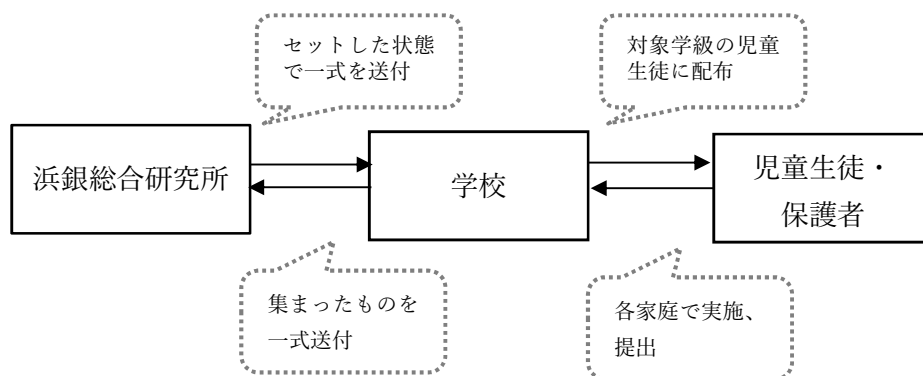 セットした状態
で一式を送付
対象学級の児童
生徒に配布
浜銀総合研究所
学校
児童生徒・
保護者
集まったものを
一式送付
各家庭で実施、
提出